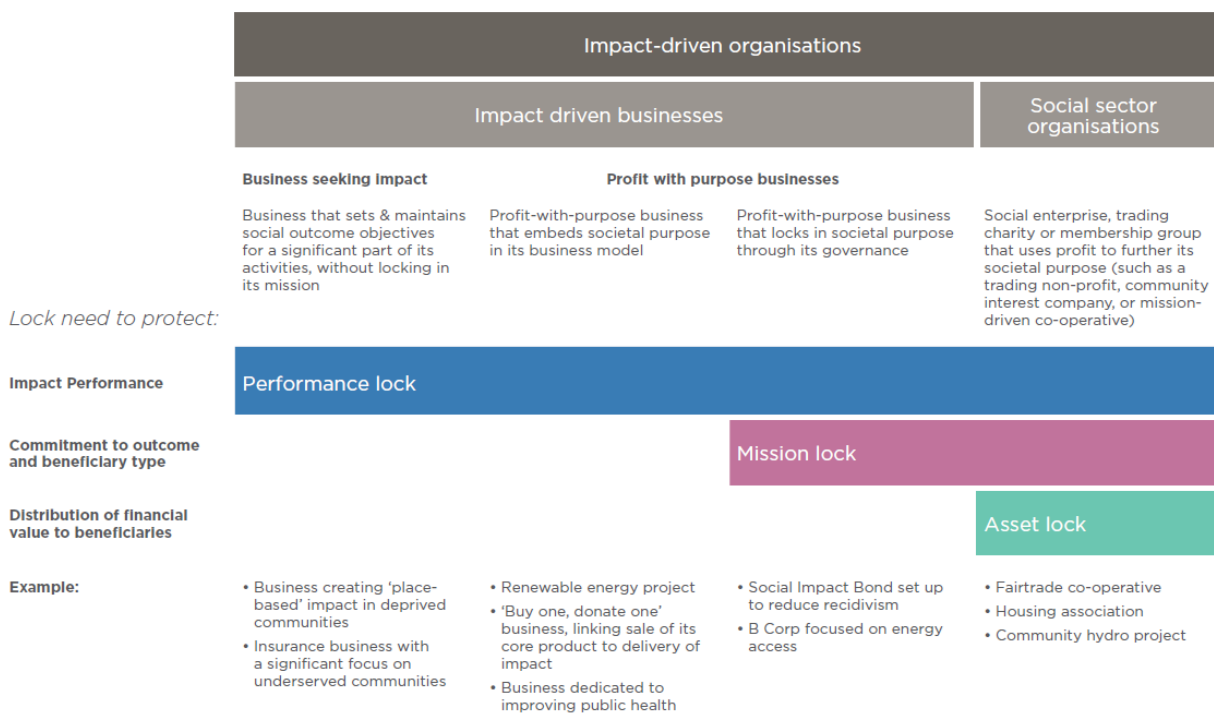 Impact-driven organisations
Impact driven businesses
Social sector
organisations
Business seeking impact
Profit with purpose businesses
Business that sets & maintains
social outcome objectives
for a significant part of its
activities, without locking in
its mission
Profit-with-purpose business
that embeds societal purpose
in its business model
Profit-with-purpose business
that locks in societal purpose
through its governance
Social enterprise, trading
charity or membership group
that uses profit to further its
societal purpose (such as a
trading non-profit, community
interest company, or mission-
driven co-operative)
Lock need to protect:
Impact Performance
Performance lock
Commitment to outcome
and beneficiary type
Mission lock
Distribution of financial
value to beneficiaries
Asset lock
Example:
• Business creating ‘place-
based’ impact in deprived
communities
• Insurance business with
a significant focus on
underserved communities
• Renewable energy project
• ‘Buy one, donate one’
business, linking sale of its
core product to delivery of
impact
• Business dedicated to
improving public health
• Social Impact Bond set up
to reduce recidivism
• B Corp focused on energy
access
• Fairtrade co-operative
• Housing association
• Community hydro project